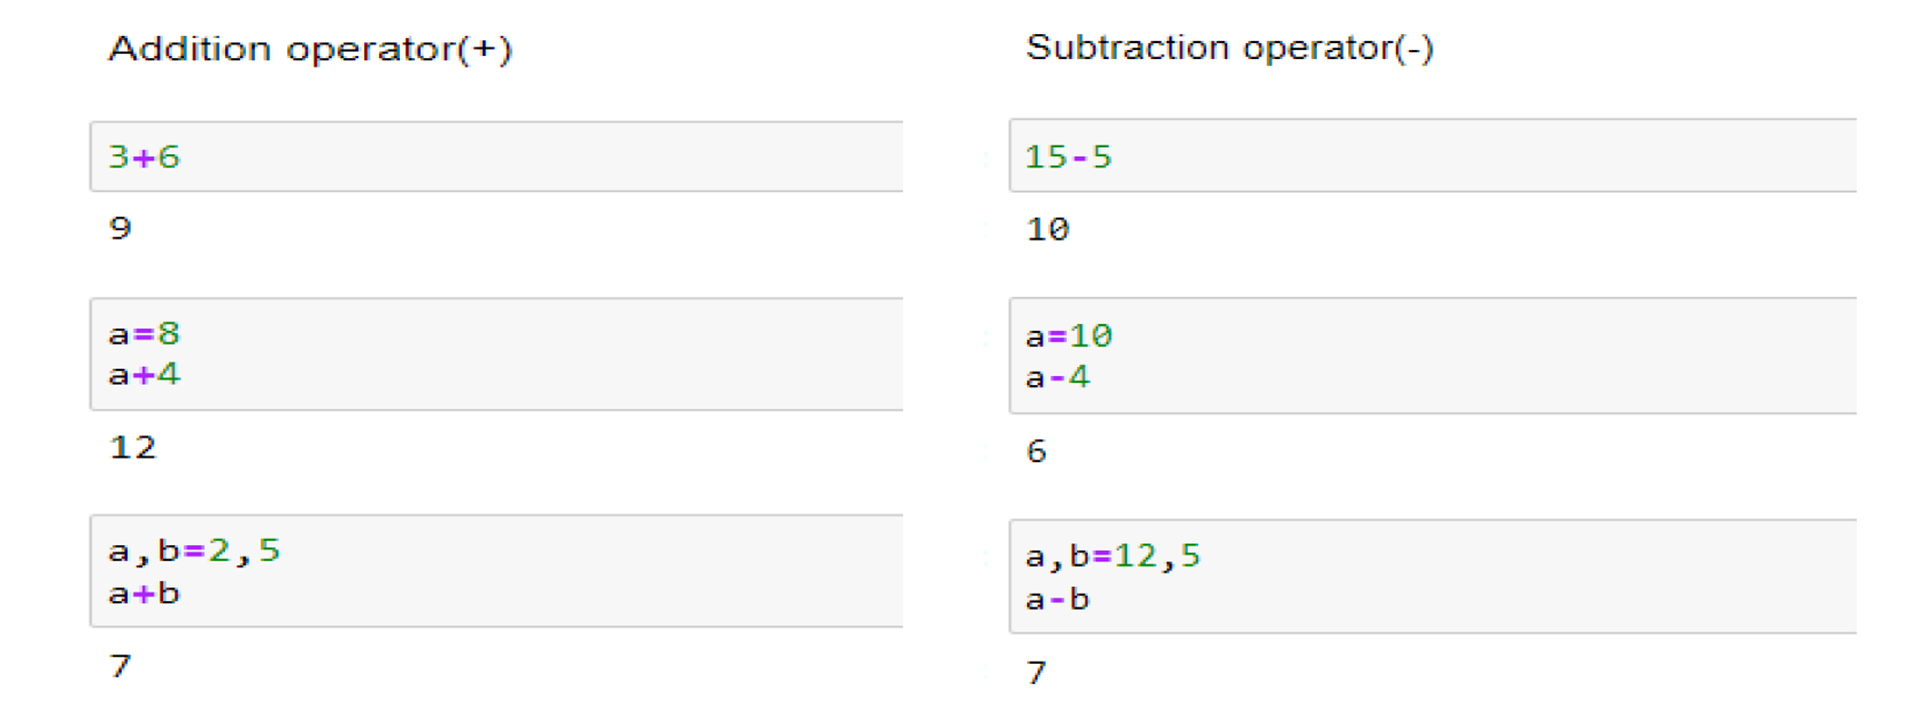 Addition operator(+)
3+6
9
a=8
a+4
12
a,b=2,5
a+b
7
Subtraction operator(-)
15-5
10
a=10
a-4
6
a,b=12,5
a-b
7